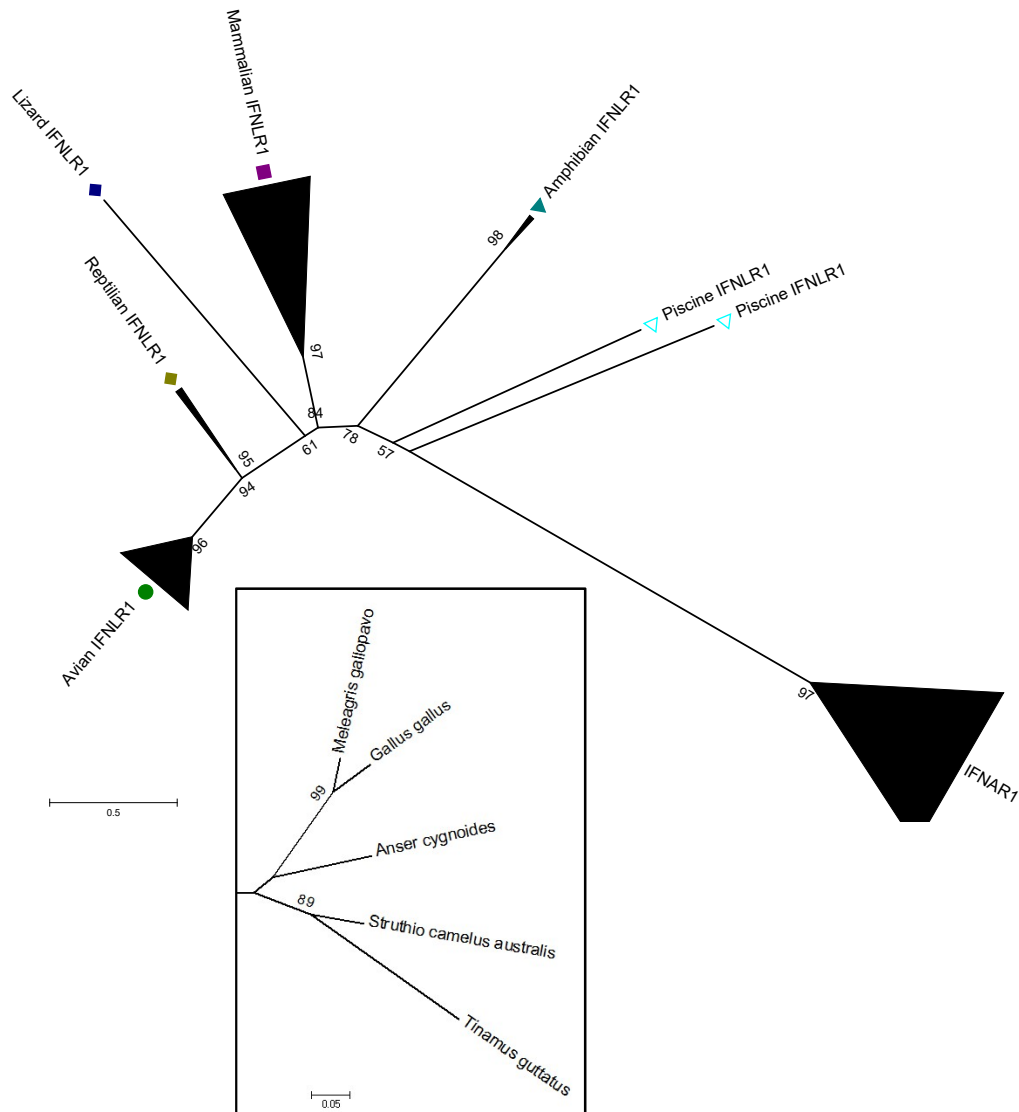 Mammalian IFNLR1
Lizard IFNLR1
Amphibian IFNLR1
98
Reptilian IFNLR1
Piscine IFNLR1
Piscine IFNLR1
97
84
78
61
57
95
94
96
Avian IFNLR1
97
IFNAR1
0.5
Meleagris gallopavo
Gallus gallus
99
Anser cygnoides
89
Struthio camelus australis
Tinamus guttatus
0.05